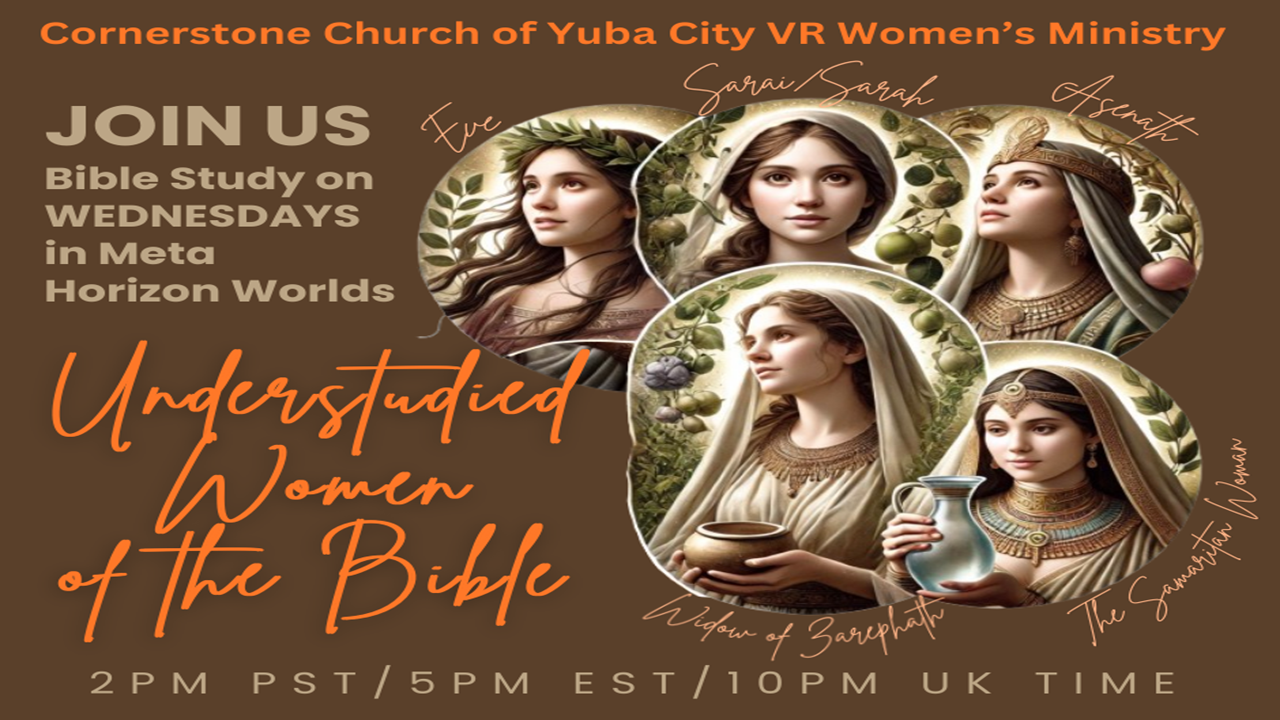 Cornerstone Church of Yuba City VR Women’s Ministry
JOIN US
Bible Study on
WEDNESDAYS
in Meta
Horizon Worlds
Understudied
Women
of the Bible
Eve
Sarai/Sarah
Asenath
Widow of Zarephath
The Samaritan Woman
2PM PST/5PM EST/10PM UK TIME